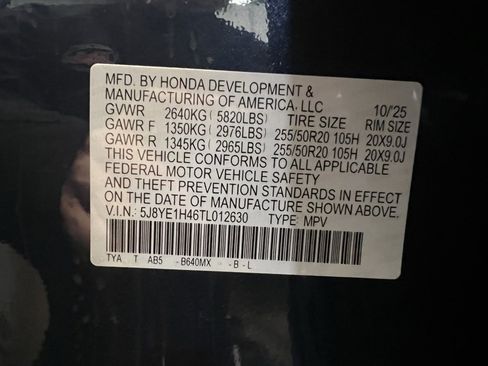 MFD. BY HONDA DEVELOPMENT &
MANUFACTURING OF AMERICA, LLC 10/'25
GVWR 2640KG( 5820LBS) TIRE SIZE RIM SIZE
GAWR F 1350KG( 2976LBS) 255/50R20 105H 20X9.0J
GAWR R 1345KG( 2965LBS) 255/50R20 105H 20X9.0J
THIS VEHICLE CONFORMS TO ALL APPLICABLE
FEDERAL MOTOR VEHICLE SAFETY
AND THEFT PREVENTION STANDARDS IN EFFECT
ON THE DATE OF MANUFACTURE SHOWN ABOVE.
V.I.N.: 5J8YE1H46TL012630 TYPE: MPV
TYA T AB5 - B640MX - B - L